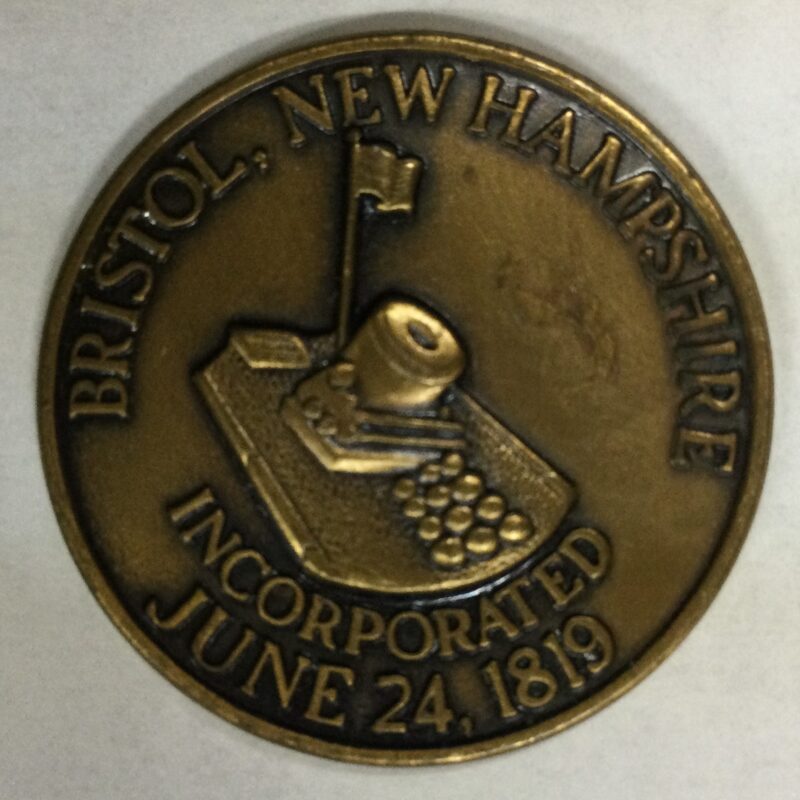 BRISTOL, NEW HAMPSHIRE
INCORPORATED
JUNE 24, 1819